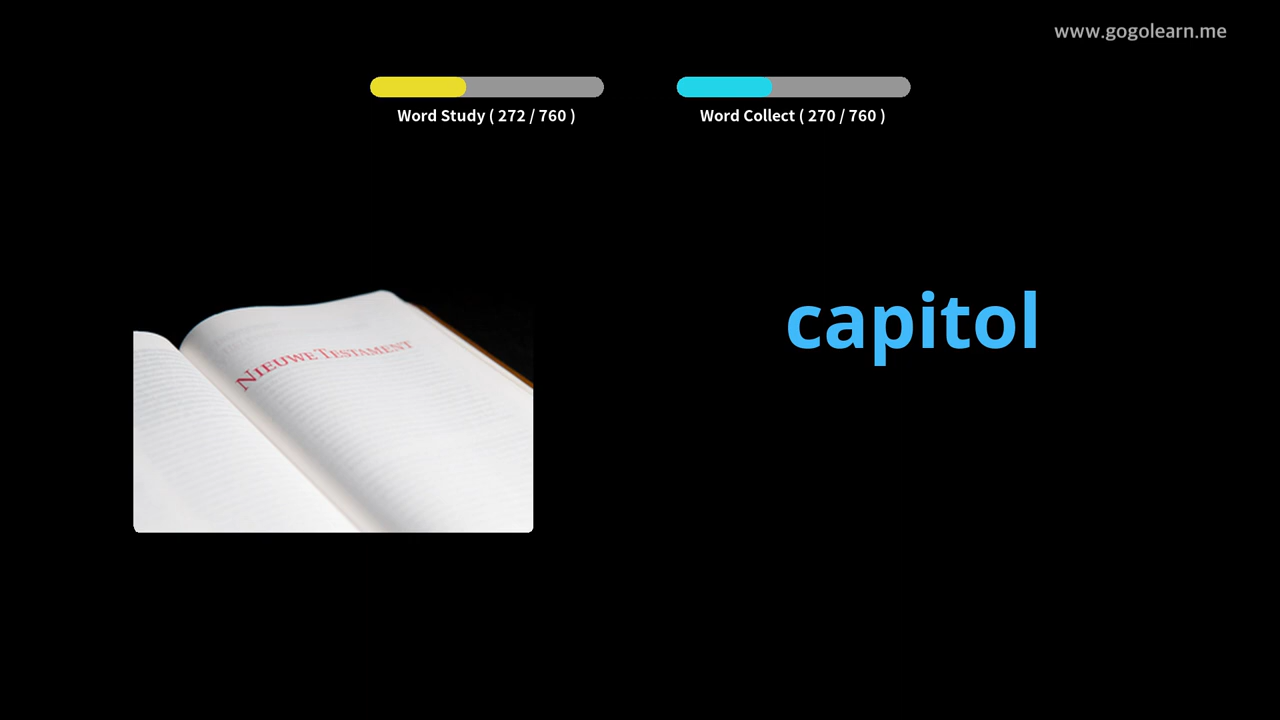 www.gogolearn.me
Word Study ( 272 / 760 )
Word Collect ( 270 / 760 )
NIEUWE TESTAMENT
capitol